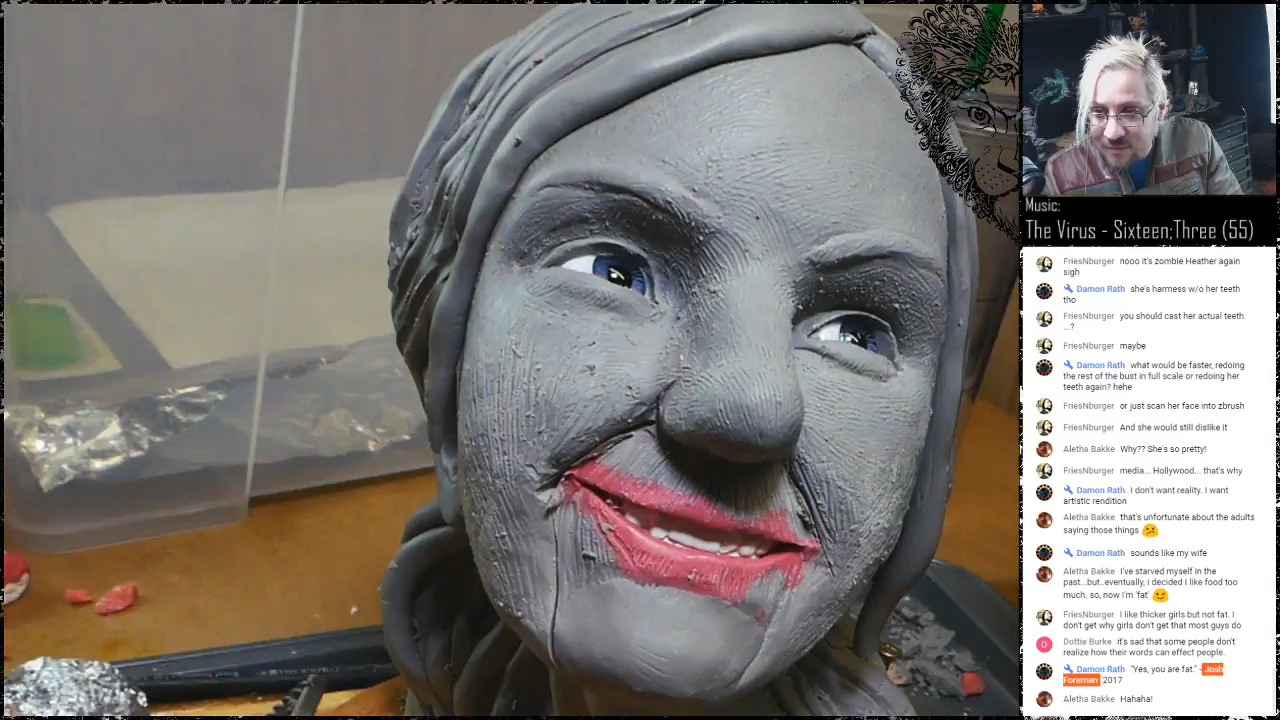 Music:
The Virus - Sixteen;Three (55)
FriesNburger nooo it's zombie Heather again
sigh
Damon Rath she's harness w/o her teeth
tho
FriesNburger you should cast her actual teeth.
...?
FriesNburger maybe
Damon Rath what would be faster, redoing
the rest of the bust in full scale or redoing her
teeth again? hehe
FriesNburger or just scan her face into zbrush
FriesNburger And she would still dislike it
Aletha Bakke Why?? She's so pretty!
FriesNburger media... Hollywood... that's why
Damon Rath I don't want reality. I want
artistic rendition
Aletha Bakke that's unfortunate about the adults
saying those things 😕
Damon Rath sounds like my wife
Aletha Bakke I've starved myself in the
past...but..eventually, I decided I like food too
much. so, now I'm 'fat' 😉
FriesNburger I like thicker girls but not fat. I
don't get why girls don't get that most guys do
D
Dottie Burke it's sad that some people don't
realize how their words can effect people.
Damon Rath "Yes, you are fat." - Josh
Foreman 2017
Aletha Bakke Hahaha!